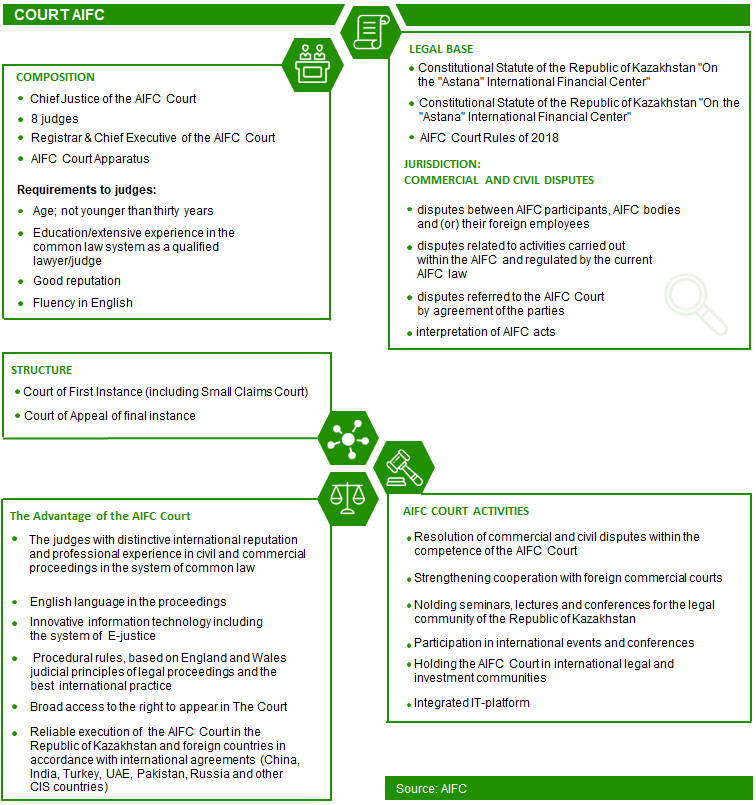 COURT AIFC
COMPOSITION
• Chief Justice of the AIFC Court
• 8 judges
• Registrar & Chief Executive of the AIFC Court
• AIFC Court Apparatus
Requirements to judges:
• Age; not younger than thirty years
• Education/extensive experience in the
common law system as a qualified
lawyer/judge
• Good reputation
• Fluency in English
LEGAL BASE
• Constitutional Statute of the Republic of Kazakhstan "On
the "Astana" International Financial Center"
• Constitutional Statute of the Republic of Kazakhstan "On the
"Astana" International Financial Center"
• AIFC Court Rules of 2018
JURISDICTION:
COMMERCIAL AND CIVIL DISPUTES
• disputes between AIFC participants, AIFC bodies
and (or) their foreign employees
• disputes related to activities carried out
within the AIFC and regulated by the current
AIFC law
• disputes referred to the AIFC Court
by agreement of the parties
• interpretation of AIFC acts
STRUCTURE
• Court of First Instance (including Small Claims Court)
• Court of Appeal of final instance
The Advantage of the AIFC Court
• The judges with distinctive international reputation
and professional experience in civil and commercial
proceedings in the system of common law
• English language in the proceedings
• Innovative information technology including
the system of E-justice
• Procedural rules, based on England and Wales
judicial principles of legal proceedings and the
best international practice
• Broad access to the right to appear in The Court
• Reliable execution of the AIFC Court in the
Republic of Kazakhstan and foreign countries in
accordance with international agreements (China,
India, Turkey, UAE, Pakistan, Russia and other
CIS countries)
AIFC COURT ACTIVITIES
• Resolution of commercial and civil disputes within the
competence of the AIFC Court
• Strengthening cooperation with foreign commercial courts
• Nolding seminars, lectures and conferences for the legal
community of the Republic of Kazakhstan
• Participation in international events and conferences
• Holding the AIFC Court in international legal and
investment communities
• Integrated IT-platform
Source: AIFC